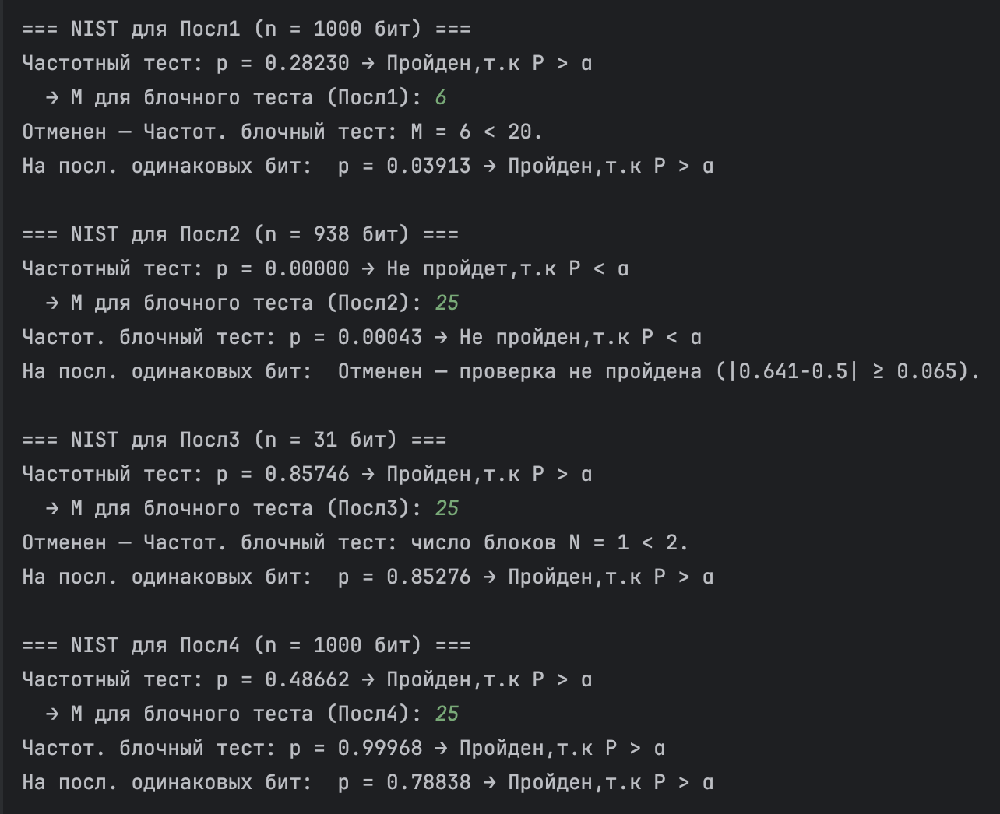 === NIST для Посл1 (n = 1000 бит) ===
Частотный тест: p = 0.28230 → Пройден,т.к P > α
→ M для блочного теста (Посл1): 6
Отменен — Частот. блочный тест: M = 6 < 20.
На посл. одинаковых бит:  p = 0.03913 → Пройден,т.к P > α
=== NIST для Посл2 (n = 938 бит) ===
Частотный тест: p = 0.00000 → Не пройдет,т.к P < α
→ M для блочного теста (Посл2): 25
Частот. блочный тест: p = 0.00043 → Не пройден,т.к P < α
На посл. одинаковых бит:  Отменен — проверка не пройдена (|0.641-0.5| ≥ 0.065).
=== NIST для Посл3 (n = 31 бит) ===
Частотный тест: p = 0.85746 → Пройден,т.к P > α
→ M для блочного теста (Посл3): 25
Отменен — Частот. блочный тест: число блоков N = 1 < 2.
На посл. одинаковых бит:  p = 0.85276 → Пройден,т.к P > α
=== NIST для Посл4 (n = 1000 бит) ===
Частотный тест: p = 0.48662 → Пройден,т.к P > α
→ M для блочного теста (Посл4): 25
Частот. блочный тест: p = 0.99968 → Пройден,т.к P > α
На посл. одинаковых бит:  p = 0.78838 → Пройден,т.к P > α